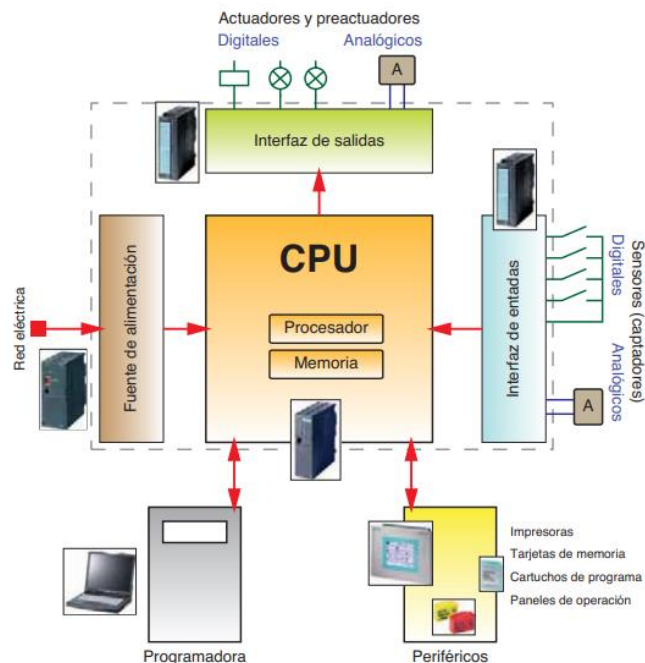 Actuadores y preactuadores
Digitales
Analógicos
A
Interfaz de salidas
CPU
Procesador
Memoria
Red eléctrica
Fuente de alimentación
Interfaz de entadas
Digitales
Sensores (captadores)
Analógicos
A
Impresoras
Tarjetas de memoria
Cartuchos de programa
Paneles de operación
Programadora
Periféricos